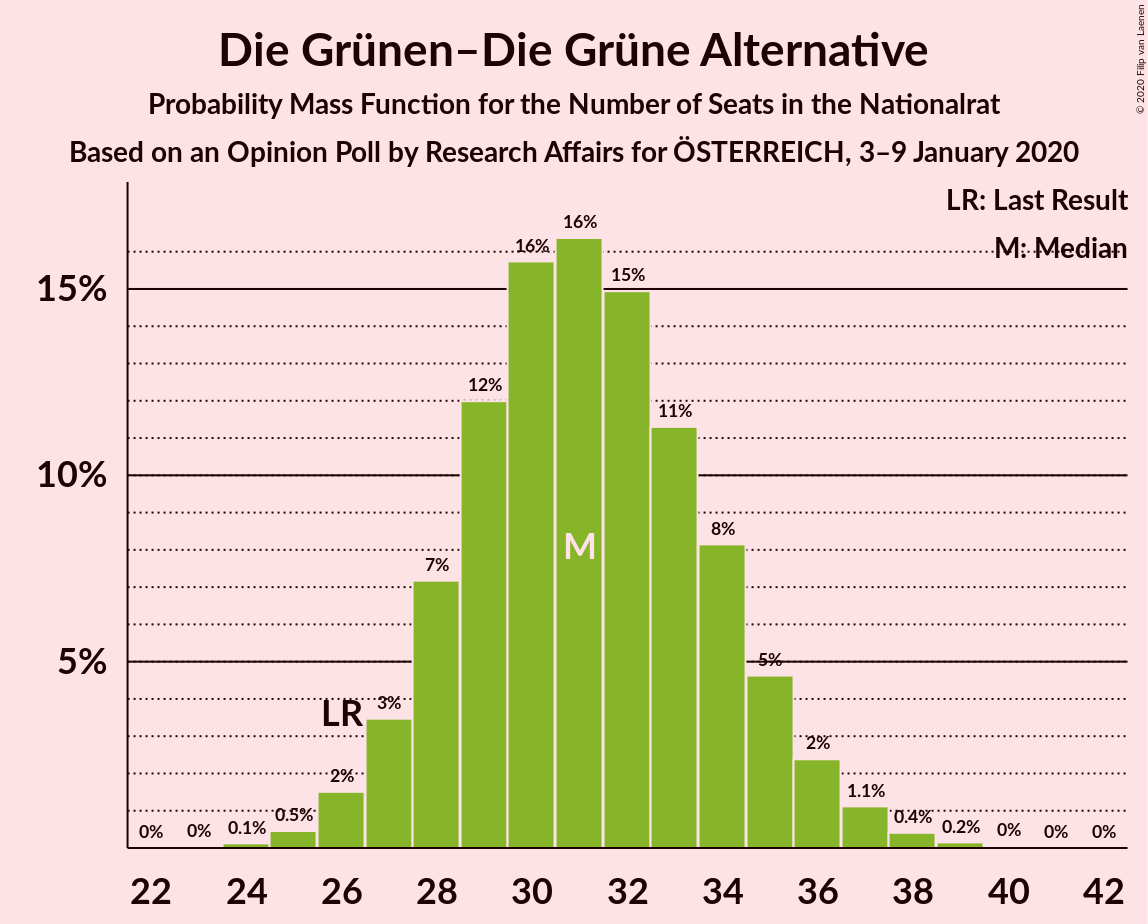 Die Grünen–Die Grüne Alternative
Probability Mass Function for the Number of Seats in the Nationalrat
Based on an Opinion Poll by Research Affairs for ÖSTERREICH, 3–9 January 2020
© 2020 Filip van Laenen
LR: Last Result
M: Median
15%
10%
5%
0%
0%
0.1%
0.5%
2%
3%
7%
12%
16%
16%
15%
11%
8%
5%
2%
1.1%
0.4%
0.2%
0%
0%
0%
LR
M
22 24 26 28 30 32 34 36 38 40 42